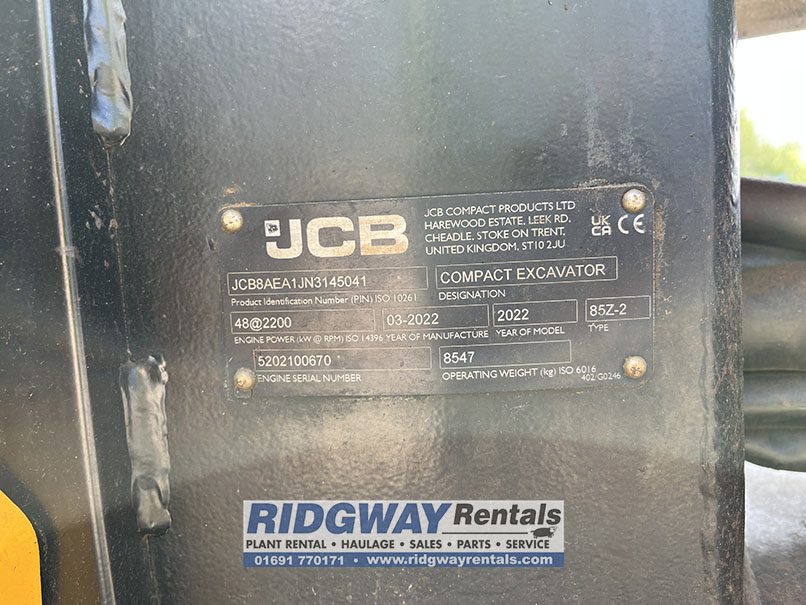 JCB
JCB COMPACT PRODUCTS LTD
HAREWOOD ESTATE, LEEK RD,
CHEADLE, STOKE ON TRENT,
UNITED KINGDOM, ST10 2JU
UK
CA CE
JCB8AEA1JN3145041
Product Identification Number (PIN) ISO 10261
COMPACT EXCAVATOR
DESIGNATION
48@2200 03-2022 2022 85Z-2
ENGINE POWER (kW @ RPM) ISO 14396 YEAR OF MANUFACTURE YEAR OF MODEL TYPE
5202100670 8547
ENGINE SERIAL NUMBER OPERATING WEIGHT (kg) ISO 6016
402/G0246
RIDGWAY Rentals
PLANT RENTAL • HAULAGE • SALES • PARTS • SERVICE
01691 770171 • www.ridgwayrentals.com